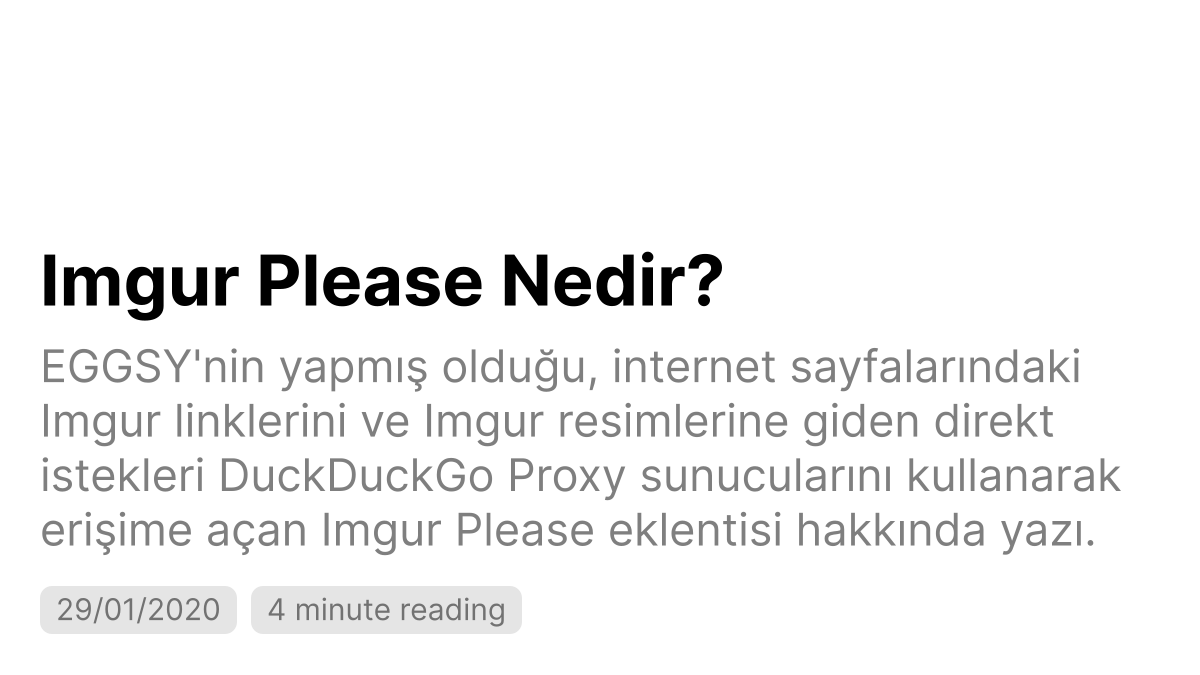 Imgur Please Nedir?
EGGSY'nin yapmış olduğu, internet sayfalarındaki
Imgur linklerini ve Imgur resimlerine giden direkt
istekleri DuckDuckGo Proxy sunucularını kullanarak
erişime açan Imgur Please eklentisi hakkında yazı.
29/01/2020 4 minute reading